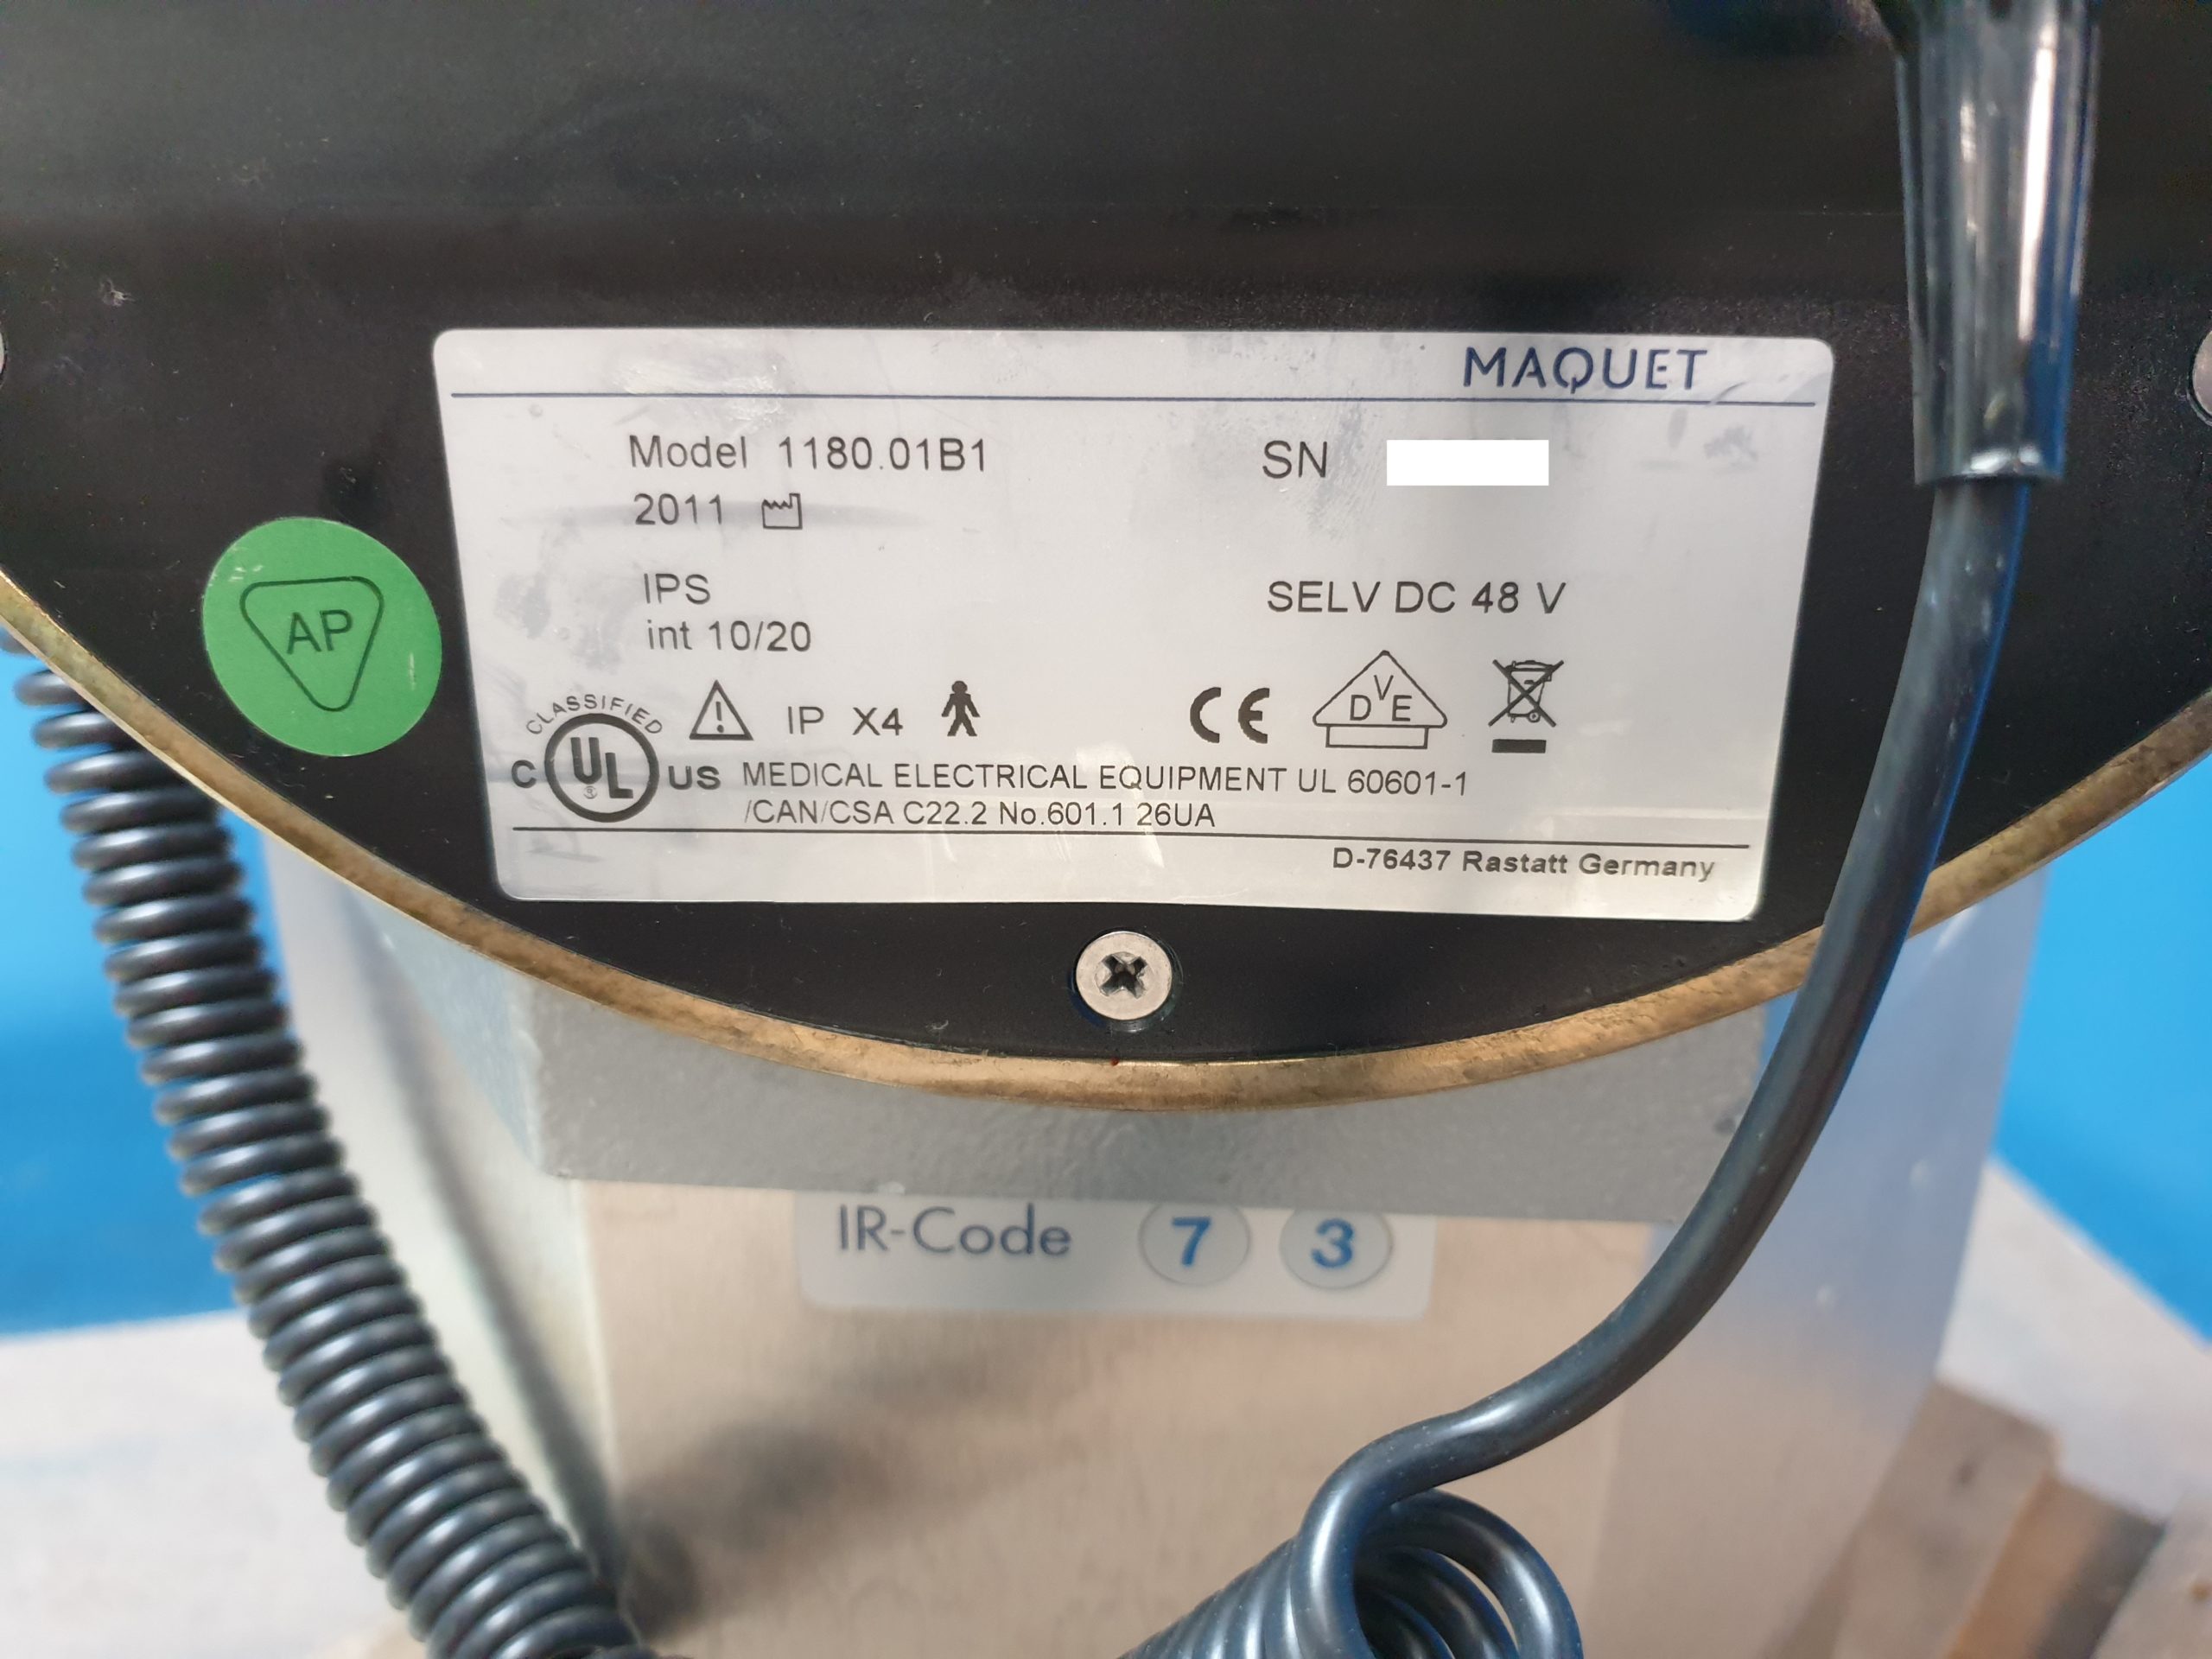 MAQUET
Model 1180.01B1 SN
2011
IPS
int 10/20
SELV DC 48 V
AP
CLASSIFIED
C UL® US
IP X4
CE
DVE
MEDICAL ELECTRICAL EQUIPMENT UL 60601-1
/CAN/CSA C22.2 No.601.1 26UA
D-76437 Rastatt Germany
IR-Code 7 3